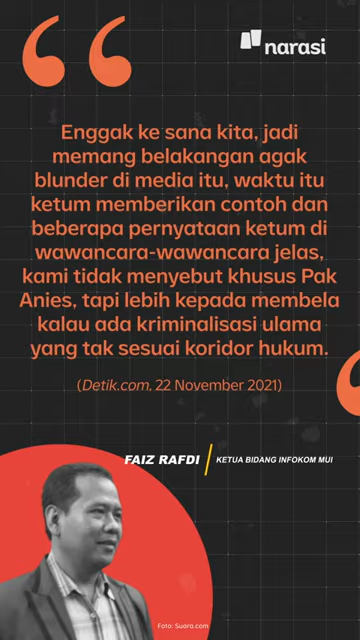 narasi
Enggak ke sana kita, jadi
memang belakangan agak
blunder di media itu, waktu itu
ketum memberikan contoh dan
beberapa pernyataan ketum di
wawancara-wawancara jelas,
kami tidak menyebut khusus Pak
Anies, tapi lebih kepada membela
kalau ada kriminalisasi ulama
yang tak sesuai koridor hukum.
(Detik.com, 22 November 2021)
FAIZ RAFDI / KETUA BIDANG INFOKOM MUI
Foto: Suara.com